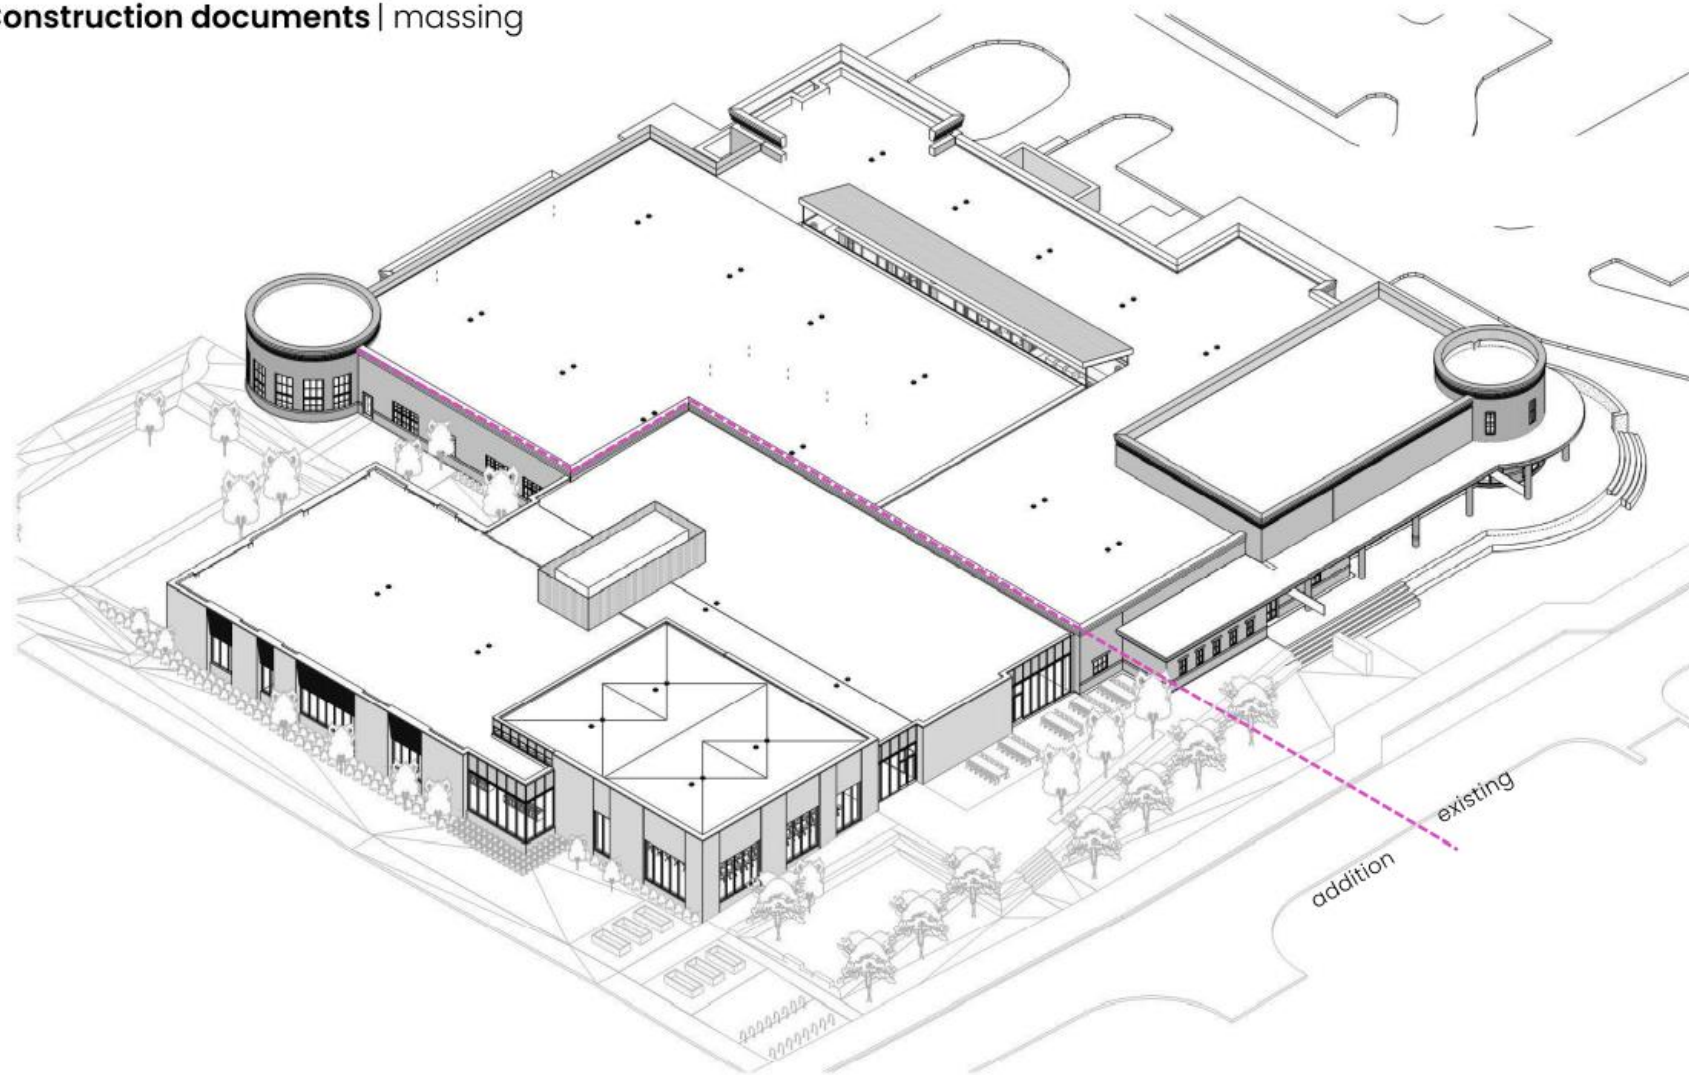 onstruction documents | massing
existing
addition